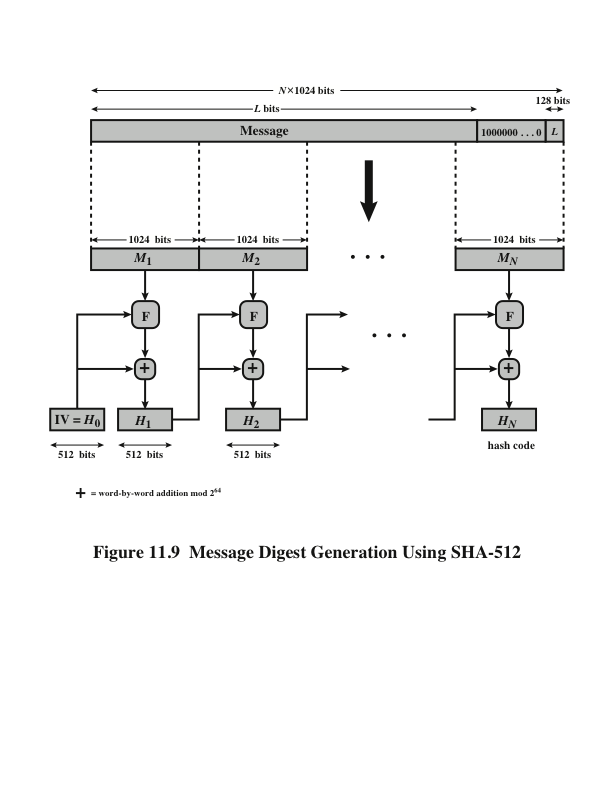 N×1024 bits
128 bits
L bits
Message 1000000 . . . 0 L
1024 bits 1024 bits 1024 bits
M1 M2 . . . MN
F F F
. . .
+ + +
IV = H0 H1 H2 HN
hash code
512 bits 512 bits 512 bits
+ = word-by-word addition mod 2^64
Figure 11.9 Message Digest Generation Using SHA-512